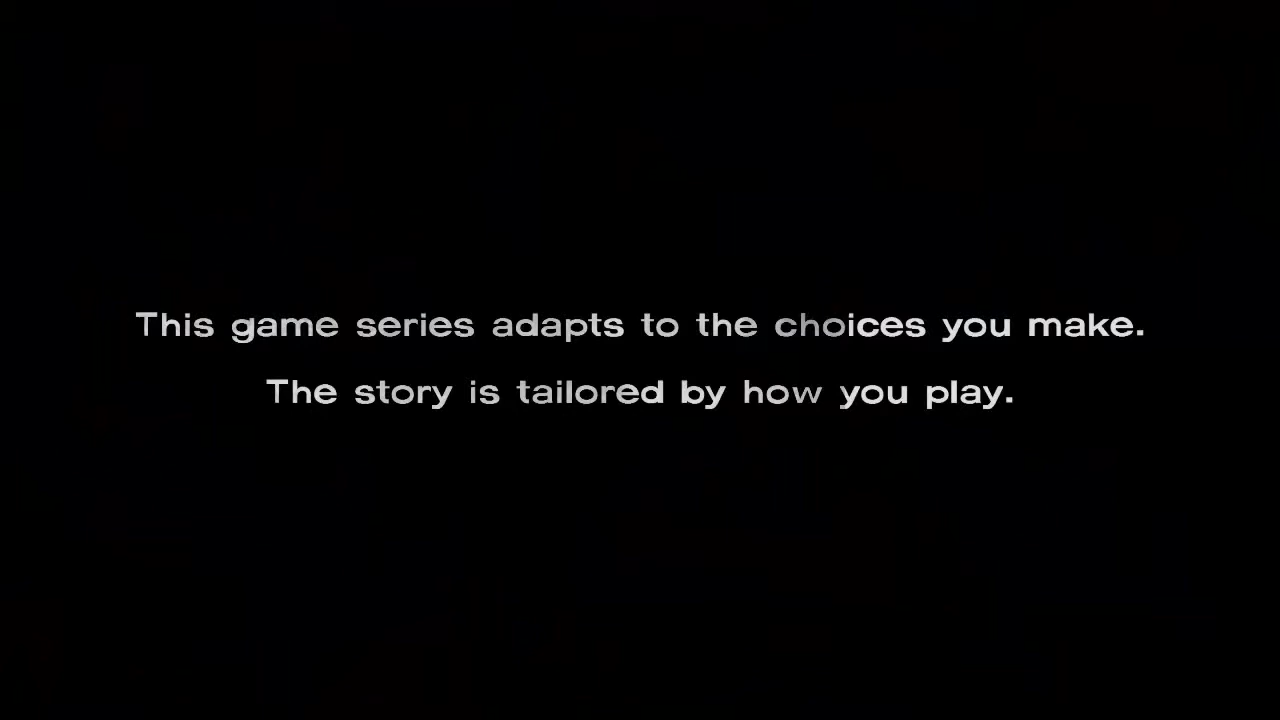 This game series adapts to the choices you make.
The story is tailored by how you play.